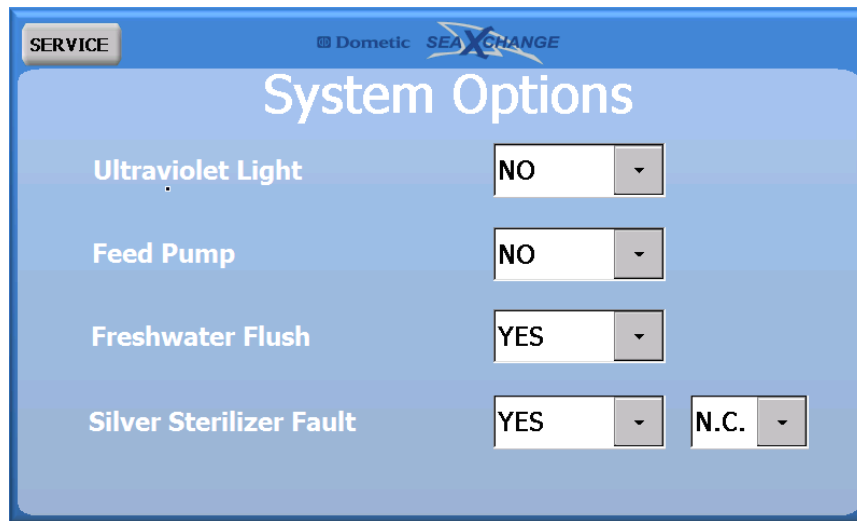 SERVICE
Dometic SEAXCHANGE
System Options
Ultraviolet Light NO
Feed Pump NO
Freshwater Flush YES
Silver Sterilizer Fault YES N.C.